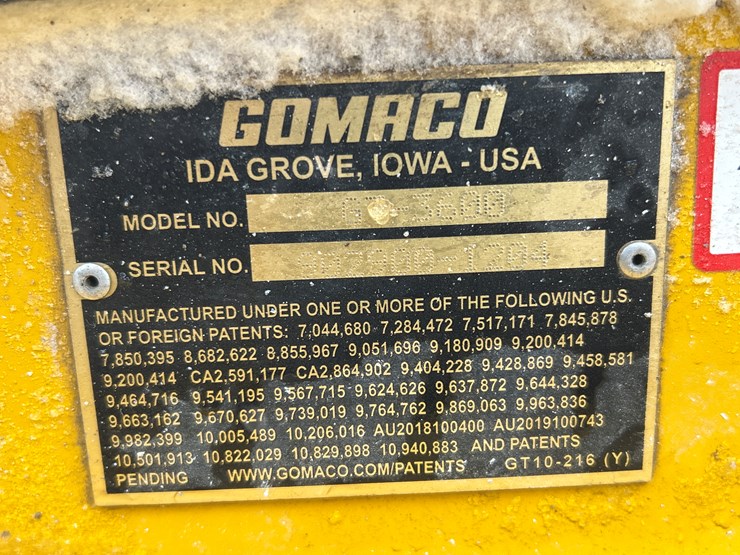 GOMACO
IDA GROVE, IOWA - USA
MODEL NO. 3600
SERIAL NO.
MANUFACTURED UNDER ONE OR MORE OF THE FOLLOWING U.S.
OR FOREIGN PATENTS: 7,044,680 7,284,472 7,517,171 7,845,878
7,850,395 8,682,622 8,855,967 9,051,696 9,180,909 9,200,414
9,200,414 CA2,591,177 CA2,864,902 9,404,228 9,428,869 9,458,581
9,464,716 9,541,195 9,567,715 9,624,626 9,637,872 9,644,328
9,663,162 9,670,627 9,739,019 9,764,762 9,869,063 9,963,836
9,982,399 10,005,489 10,206,016 AU2018100400 AU2019100743
10,501,913 10,822,029 10,829,898 10,940,883 AND PATENTS
PENDING WWW.GOMACO.COM/PATENTS GT10-216 (Y)